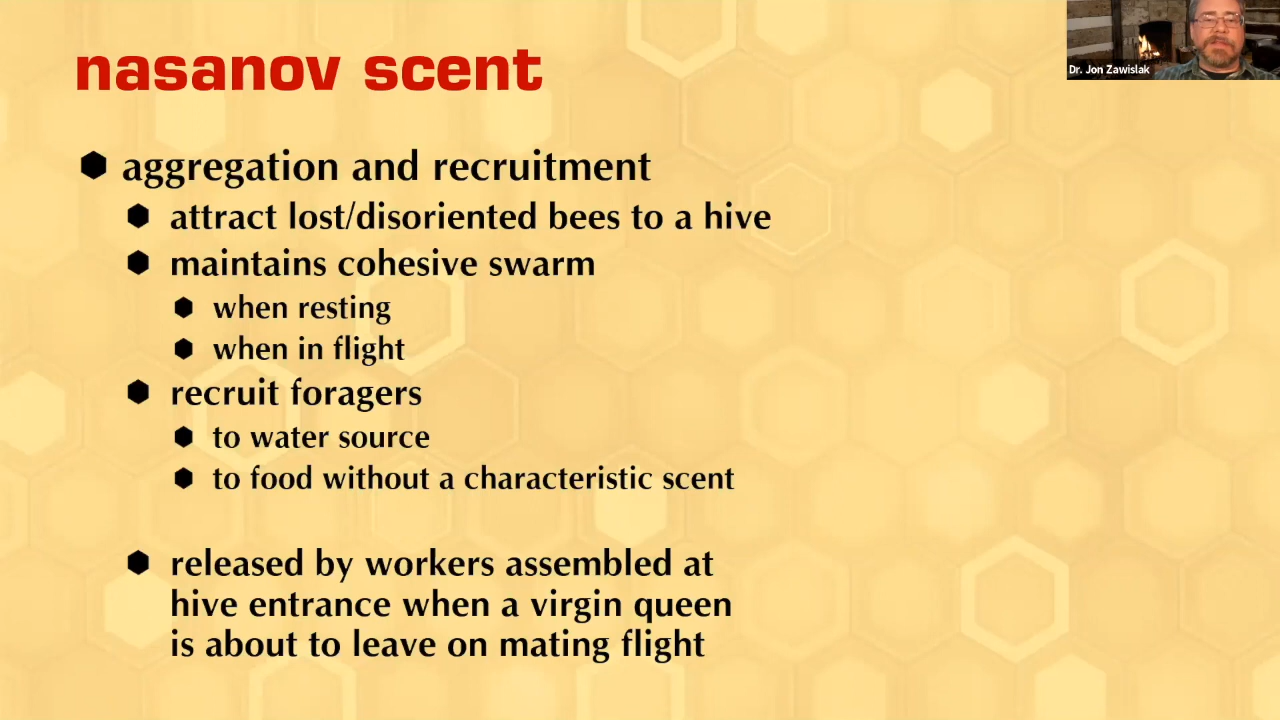 nasanov scent
Dr. Jon Zawislak
aggregation and recruitment
attract lost/disoriented bees to a hive
maintains cohesive swarm
when resting
when in flight
recruit foragers
to water source
to food without a characteristic scent
released by workers assembled at
hive entrance when a virgin queen
is about to leave on mating flight